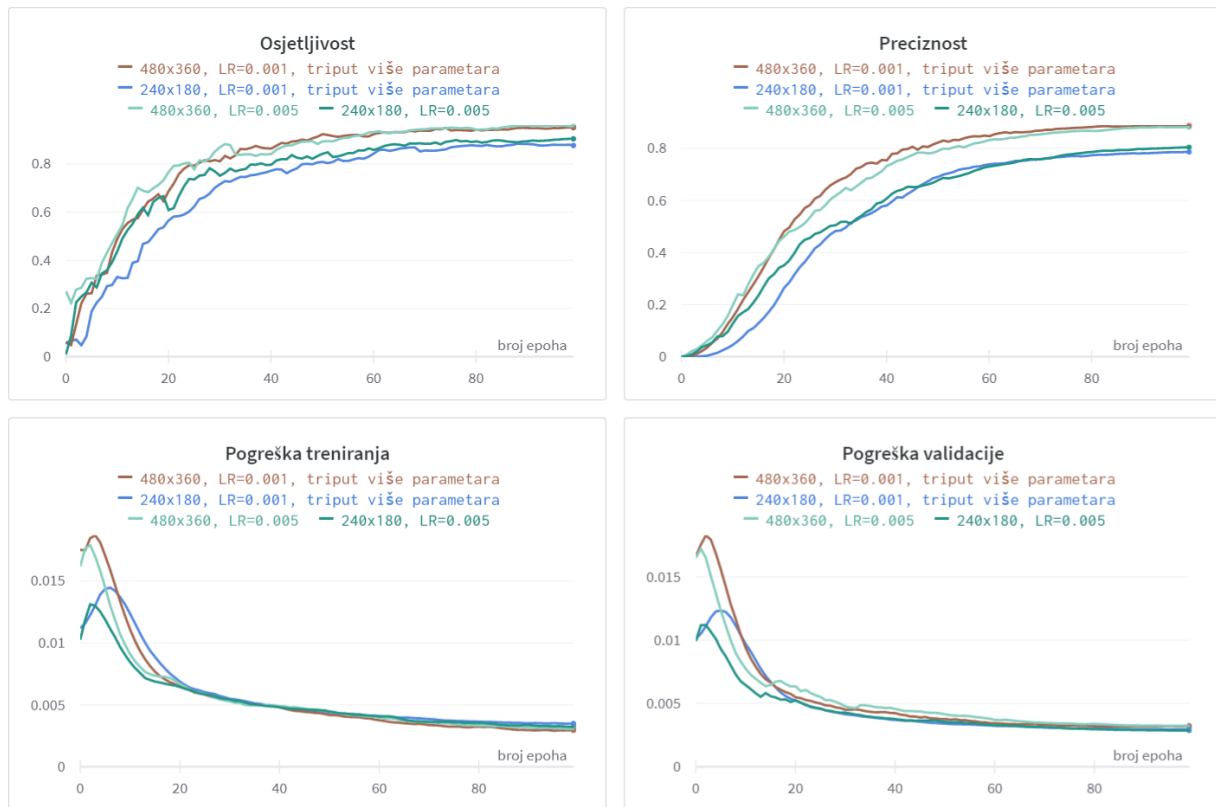 Osjetljivost
480x360, LR=0.001, triput više parametara
240x180, LR=0.001, triput više parametara
480x360, LR=0.005 240x180, LR=0.005
0.8
0.6
0.4
0.2
0
broj epoha
0 20 40 60 80
Preciznost
480x360, LR=0.001, triput više parametara
240x180, LR=0.001, triput više parametara
480x360, LR=0.005 240x180, LR=0.005
0.8
0.6
0.4
0.2
0
broj epoha
0 20 40 60 80
Pogreška treniranja
480x360, LR=0.001, triput više parametara
240x180, LR=0.001, triput više parametara
480x360, LR=0.005 240x180, LR=0.005
0.015
0.01
0.005
0
broj epoha
0 20 40 60 80
Pogreška validacije
480x360, LR=0.001, triput više parametara
240x180, LR=0.001, triput više parametara
480x360, LR=0.005 240x180, LR=0.005
0.015
0.01
0.005
0
broj epoha
0 20 40 60 80